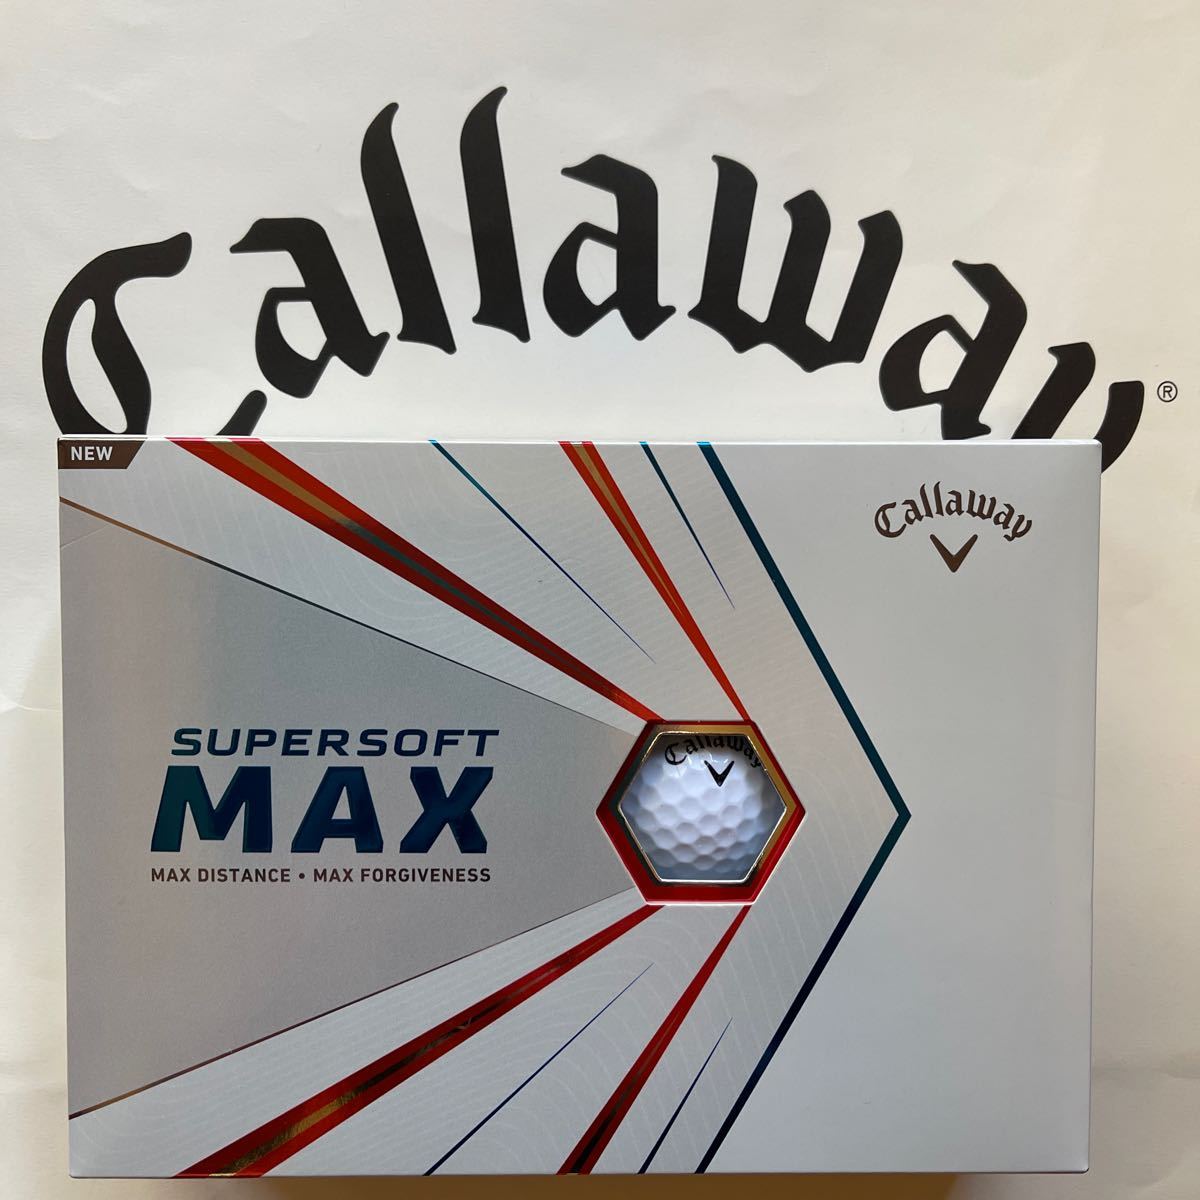 Callaway®
NEW
Callaway
SUPERSOFT
MAX
MAX DISTANCE • MAX FORGIVENESS
Callaway